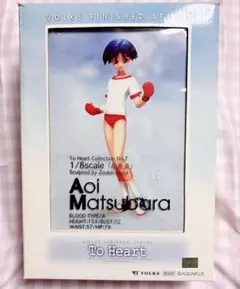 VOLKS FINISHED ST
To Heart Collection No.7
1/8scale
Sculpted by
Aoi
Matsubara
BLOOD TYPE/A
HEIGHT:153/BUST:72
WAIST:57/HIP:79
To Heart
VOLKS